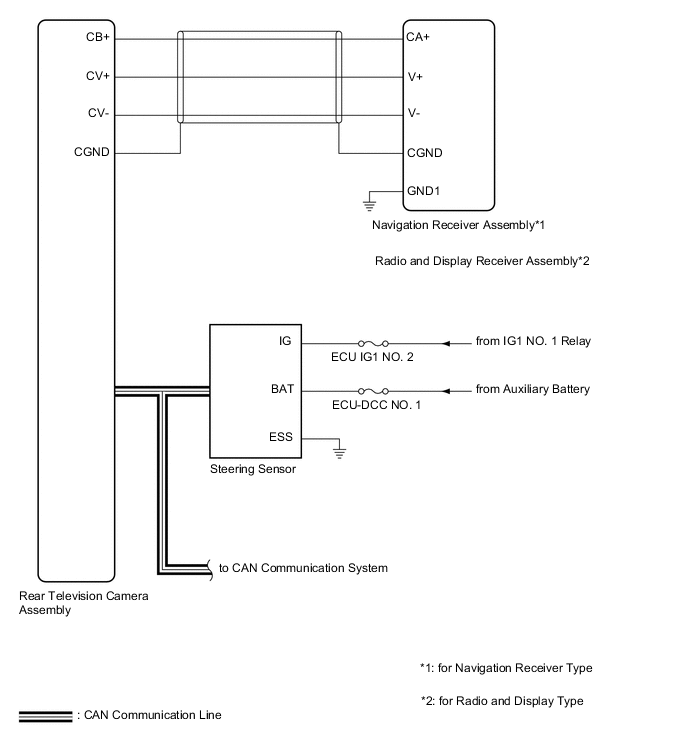 CB+
CA+
CV+
V+
CV-
V-
CGND
CGND
GND1
Navigation Receiver Assembly*1
Radio and Display Receiver Assembly*2
IG
from IG1 NO. 1 Relay
ECU IG1 NO. 2
BAT
from Auxiliary Battery
ECU-DCC NO. 1
ESS
Steering Sensor
to CAN Communication System
Rear Television Camera
Assembly
*1: for Navigation Receiver Type
*2: for Radio and Display Type
: CAN Communication Line